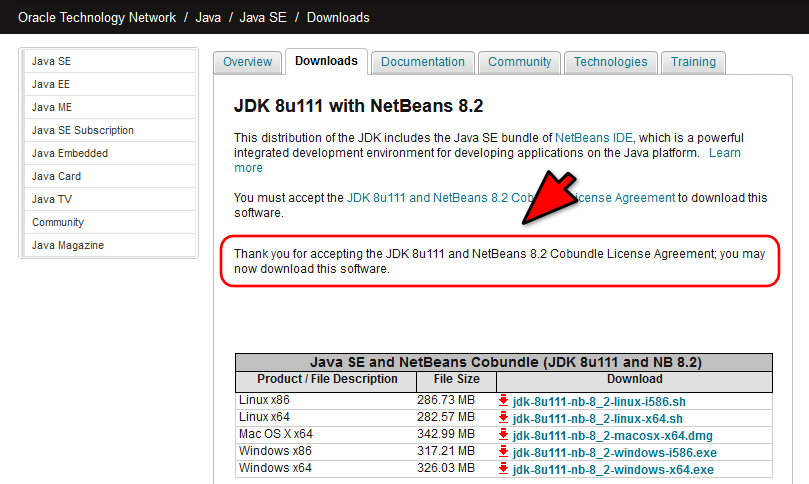 Oracle Technology Network / Java / Java SE / Downloads
Java SE
Java EE
Java ME
Java SE Subscription
Java Embedded
Java Card
Java TV
Community
Java Magazine
Overview Downloads Documentation Community Technologies Training
JDK 8u111 with NetBeans 8.2
This distribution of the JDK includes the Java SE bundle of NetBeans IDE, which is a powerful
integrated development environment for developing applications on the Java platform. Learn
more
You must accept the JDK 8u111 and NetBeans 8.2 Cob License Agreement to download this
software.
Thank you for accepting the JDK 8u111 and NetBeans 8.2 Cobundle License Agreement; you may
now download this software.
Java SE and NetBeans Cobundle (JDK 8u111 and NB 8.2)
Product / File Description File Size Download
Linux x86 286.73 MB jdk-8u111-nb-8_2-linux-i586.sh
Linux x64 282.57 MB jdk-8u111-nb-8_2-linux-x64.sh
Mac OS X x64 342.99 MB jdk-8u111-nb-8_2-macosx-x64.dmg
Windows x86 317.21 MB jdk-8u111-nb-8_2-windows-i586.exe
Windows x64 326.03 MB jdk-8u111-nb-8_2-windows-x64.exe